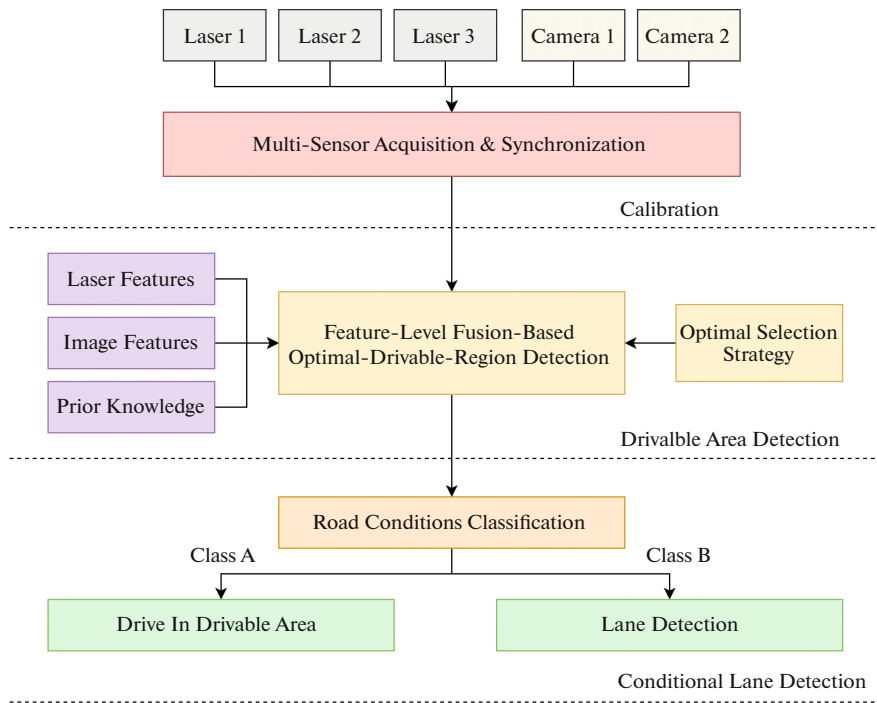 Laser 1
Laser 2
Laser 3
Camera 1
Camera 2
Multi-Sensor Acquisition & Synchronization
Calibration
Laser Features
Image Features
Prior Knowledge
Feature-Level Fusion-Based
Optimal-Drivable-Region Detection
Optimal Selection
Strategy
Drivalble Area Detection
Road Conditions Classification
Class A
Class B
Drive In Drivable Area
Lane Detection
Conditional Lane Detection